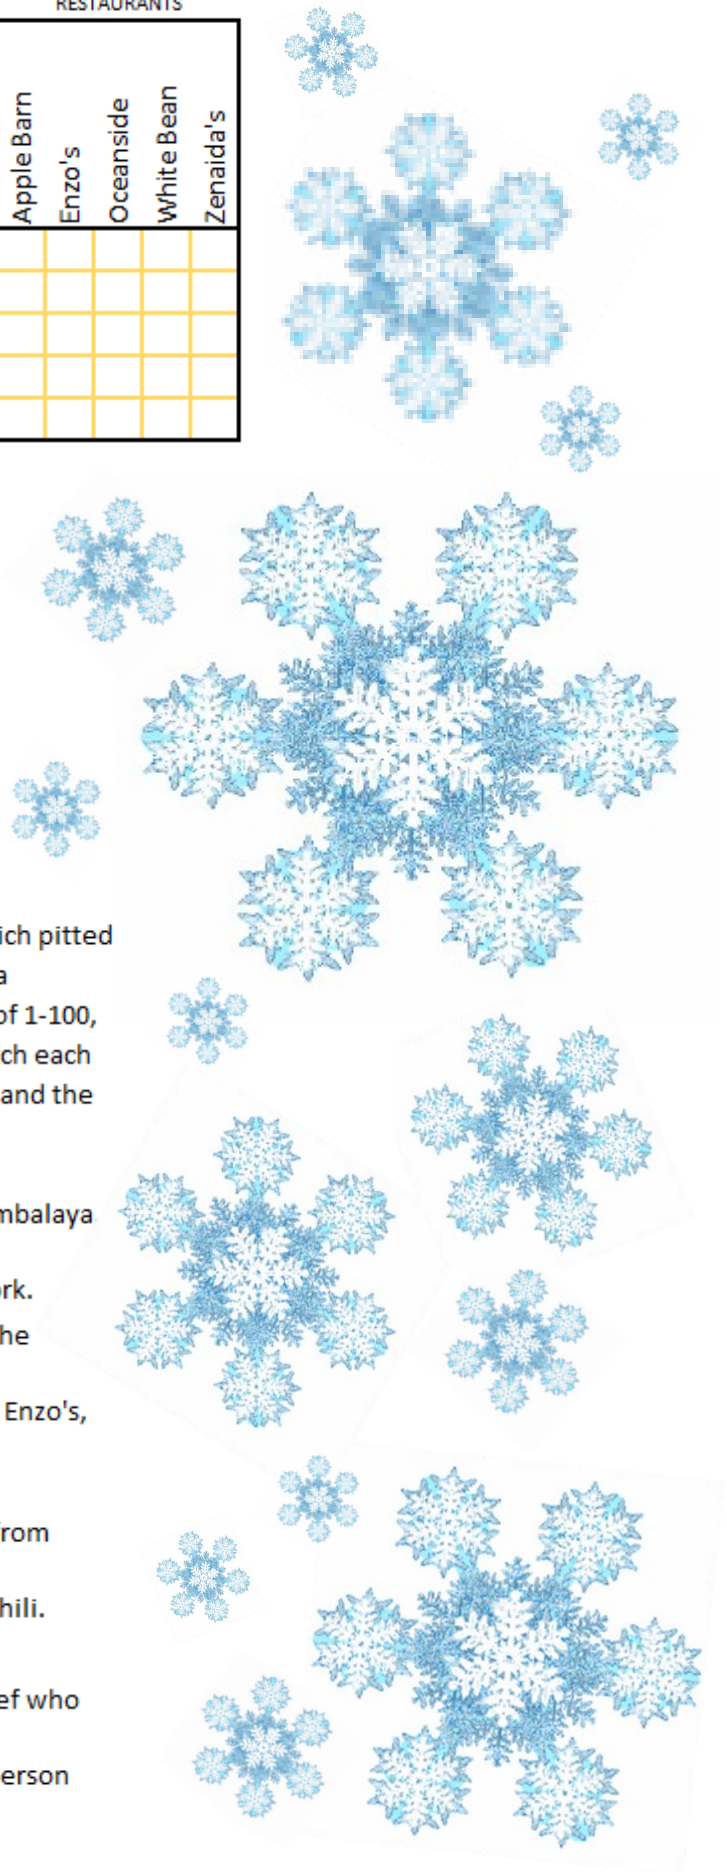 RESTAURANTS
Apple Barn
Enzo's
Oceanside
White Bean
Zenaida's
ich pitted
a
of 1-100,
ch each
and the
mbalaya
rk.
he
Enzo's,
from
hili.
ef who
erson